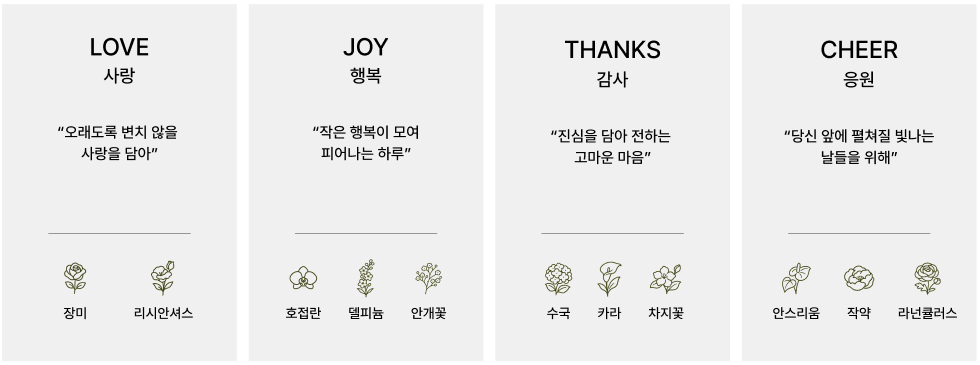 LOVE
사랑
“오래도록 변치 않을
사랑을 담아”
장미
리시안셔스
JOY
행복
“작은 행복이 모여
피어나는 하루”
호접란
델피늄
안개꽃
THANKS
감사
“진심을 담아 전하는
고마운 마음”
수국
카라
차지꽃
CHEER
응원
“당신 앞에 펼쳐질 빛나는
날들을 위해”
안스리움
작약
라넌큘러스